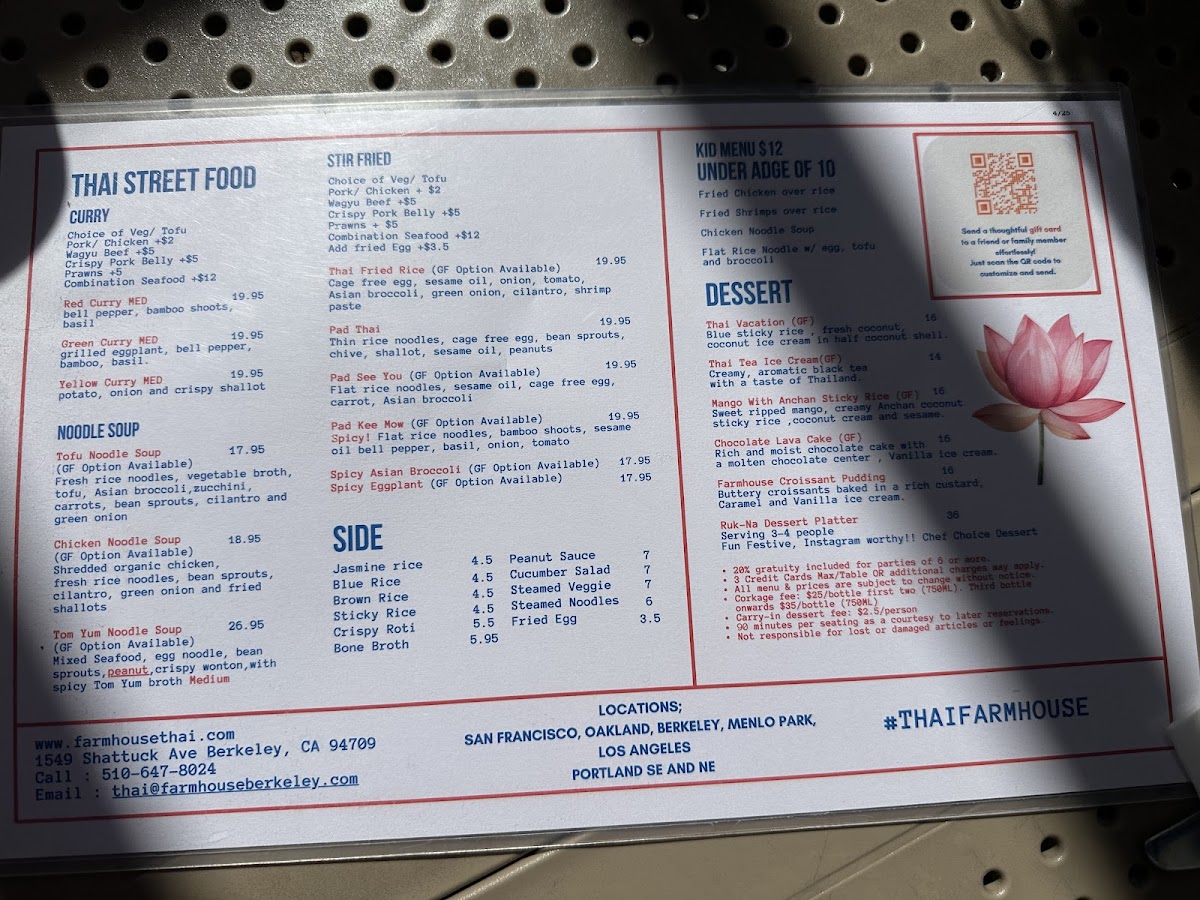 4/25
THAI STREET FOOD
CURRY
Choice of Veg/ Tofu
Pork/ Chicken +$2
Wagyu Beef +$5
Crispy Pork Belly +$5
Prawns +5
Combination Seafood +$12
Red Curry MED 19.95
bell pepper, bamboo shoots,
basil
Green Curry MED 19.95
grilled eggplant, bell pepper,
bamboo, basil.
Yellow Curry MED 19.95
potato, onion and crispy shallot
NOODLE SOUP
Tofu Noodle Soup 17.95
(GF Option Available)
Fresh rice noodles, vegetable broth,
tofu, Asian broccoli,zucchini,
carrots, bean sprouts, cilantro and
green onion
Chicken Noodle Soup 18.95
(GF Option Available)
Shredded organic chicken,
fresh rice noodles, bean sprouts,
cilantro, green onion and fried
shallots
Tom Yum Noodle Soup 26.95
(GF Option Available)
Mixed Seafood, egg noodle, bean
sprouts,peanut,crispy wonton,with
spicy Tom Yum broth Medium
STIR FRIED
Choice of Veg/ Tofu
Pork/ Chicken + $2
Wagyu Beef +$5
Crispy Pork Belly +$5
Prawns + $5
Combination Seafood +$12
Add fried Egg +$3.5
Thai Fried Rice (GF Option Available) 19.95
Cage free egg, sesame oil, onion, tomato,
Asian broccoli, green onion, cilantro, shrimp
paste
Pad Thai 19.95
Thin rice noodles, cage free egg, bean sprouts,
chive, shallot, sesame oil, peanuts
Pad See You (GF Option Available) 19.95
Flat rice noodles, sesame oil, cage free egg,
carrot, Asian broccoli
Pad Kee Mow (GF Option Available) 19.95
Spicy! Flat rice noodles, bamboo shoots, sesame
oil bell pepper, basil, onion, tomato
Spicy Asian Broccoli (GF Option Available) 17.95
Spicy Eggplant (GF Option Available) 17.95
SIDE
Jasmine rice 4.5
Blue Rice 4.5
Brown Rice 4.5
Sticky Rice 4.5
Crispy Roti 5.5
Bone Broth 5.95
Peanut Sauce 7
Cucumber Salad 7
Steamed Veggie 7
Steamed Noodles 6
Fried Egg 3.5
KID MENU $12
UNDER ADGE OF 10
Fried Chicken over rice
Fried Shrimps over rice
Chicken Noodle Soup
Flat Rice Noodle w/ egg, tofu
and broccoli
Send a thoughtful gift card
to a friend or family member
effortlessly!
Just scan the QR code to
customize and send.
DESSERT
Thai Vacation (GF) 16
Blue sticky rice , fresh coconut,
coconut ice cream in half coconut shell.
Thai Tea Ice Cream(GF) 14
Creamy, aromatic black tea
with a taste of Thailand.
Mango With Anchan Sticky Rice (GF) 16
Sweet ripped mango, creamy Anchan coconut
sticky rice ,coconut cream and sesame.
Chocolate Lava Cake (GF) 16
Rich and moist chocolate cake with
a molten chocolate center , Vanilla ice cream.
Farmhouse Croissant Pudding 16
Buttery croissants baked in a rich custard,
Caramel and Vanilla ice cream.
Ruk-Na Dessert Platter 36
Serving 3-4 people
Fun Festive, Instagram worthy!! Chef Choice Dessert
• 20% gratuity included for parties of 6 or more.
• 3 Credit Cards Max/Table OR additional charges may apply.
• All menu & prices are subject to change without notice.
• Corkage fee: $25/bottle first two (750ML). Third bottle
onwards $35/bottle (750ML)
• Carry-in dessert fee: $2.5/person
• 90 minutes per seating as a courtesy to later reservations.
• Not responsible for lost or damaged articles or feelings.
www.farmhousethai.com
1549 Shattuck Ave Berkeley, CA 94709
Call : 510-647-8024
Email : thai@farmhouseberkeley.com
LOCATIONS;
SAN FRANCISCO, OAKLAND, BERKELEY, MENLO PARK,
LOS ANGELES
PORTLAND SE AND NE
#THAIFARMHOUSE